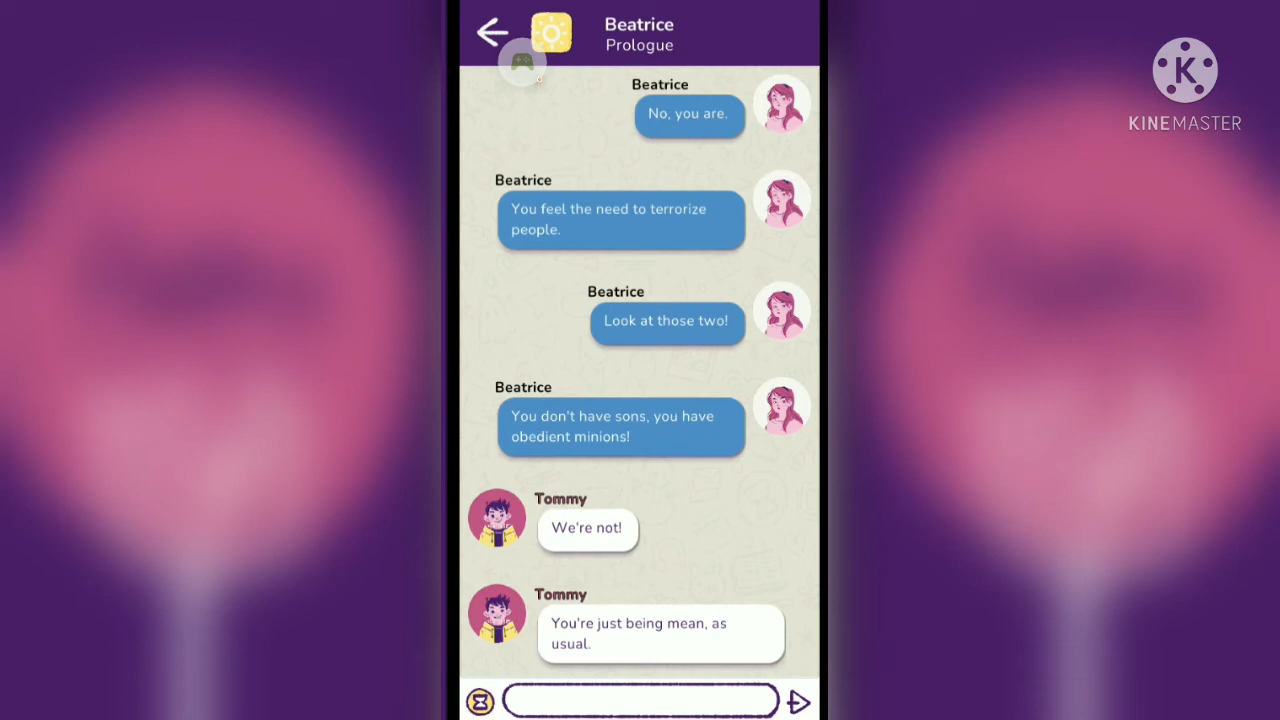 Beatrice
Prologue
Beatrice
No, you are.
Beatrice
You feel the need to terrorize
people.
Beatrice
Look at those two!
Beatrice
You don't have sons, you have
obedient minions!
Tommy
We're not!
Tommy
You're just being mean, as
usual.
K
KINEMASTER